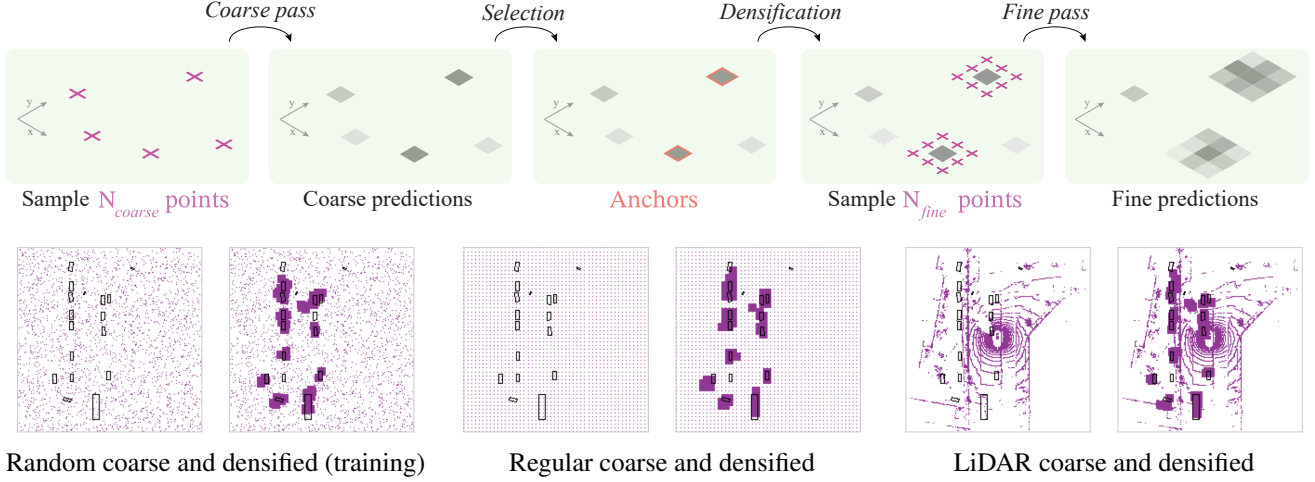 Coarse pass Selection Densification Fine pass
y x y x y x y x y x
Sample N_coarse points Coarse predictions Anchors Sample N_fine points Fine predictions
Random coarse and densified (training) Regular coarse and densified LiDAR coarse and densified